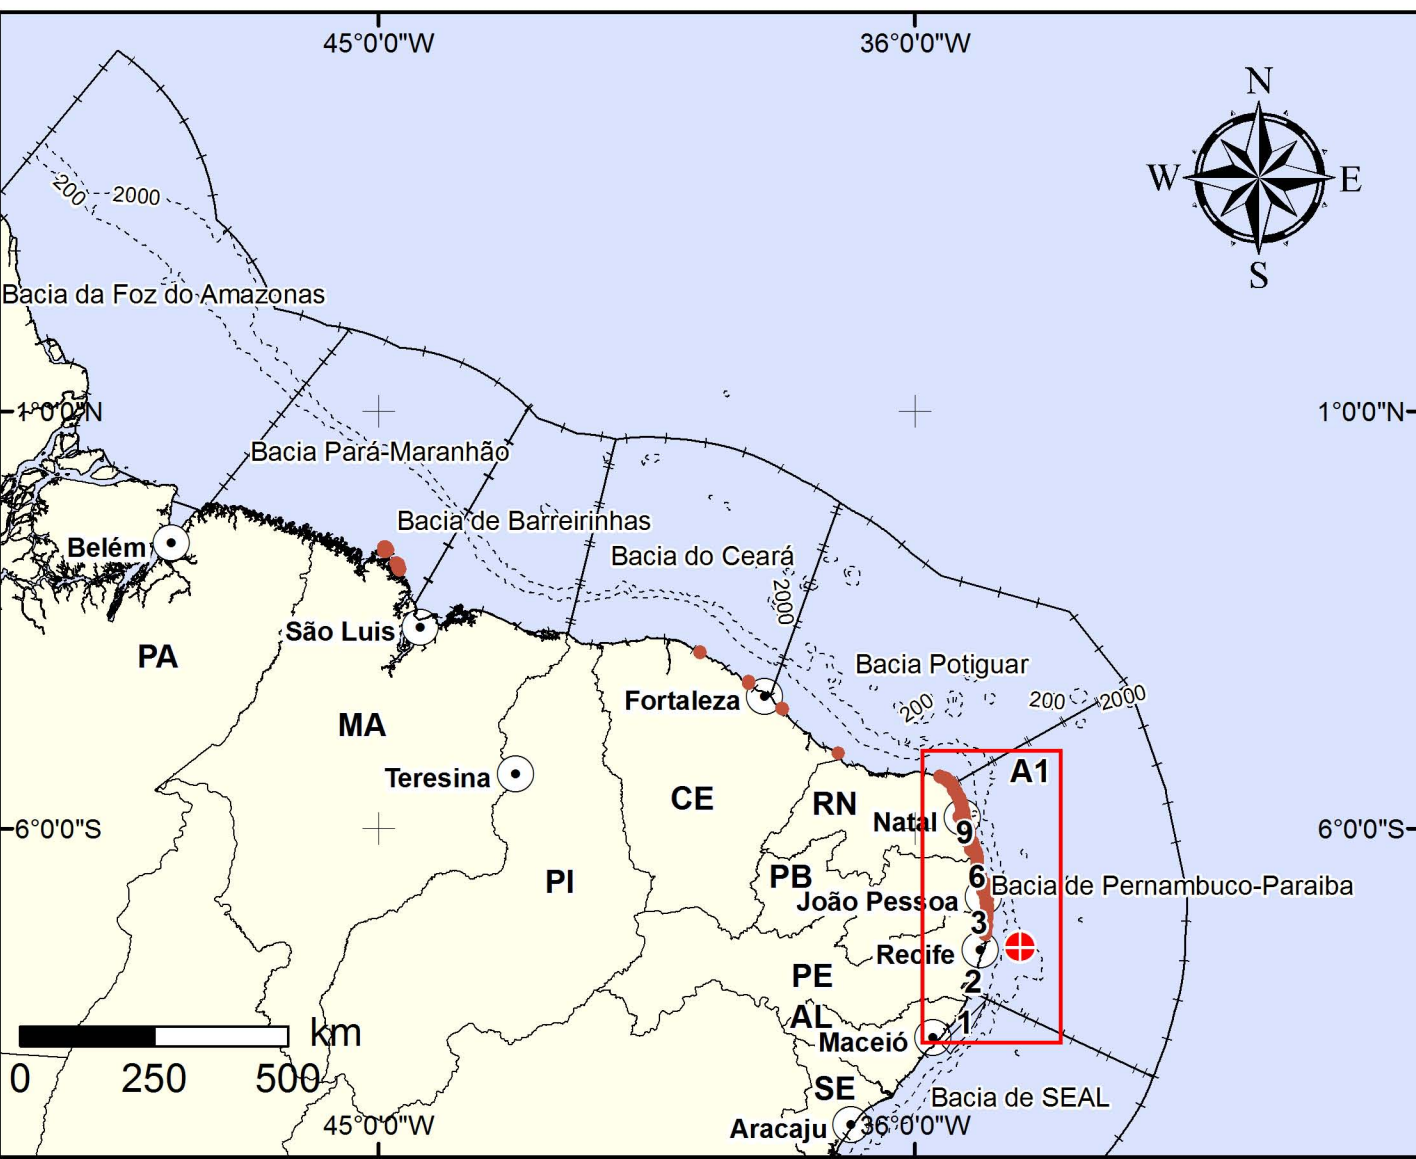 45°0'0"W
36°0'0"W
N
W
E
S
200
2000
Bacia da Foz do Amazonas
1°0'0"N
1°0'0"N
Bacia Pará-Maranhão
Bacia de Barreirinhas
Belém
Bacia do Ceará
2000
São Luis
PA
Bacia Potiguar
Fortaleza
200
200
2000
MA
A1
Teresina
CE
RN
Natal
6°0'0"S
9
6°0'0"S
PI
PB
6
Bacia de Pernambuco-Paraiba
João Pessoa
3
Recife
PE
2
AL
1
km
Maceió
0
250
500
SE
Bacia de SEAL
45°0'0"W
Aracaju
36°0'0"W